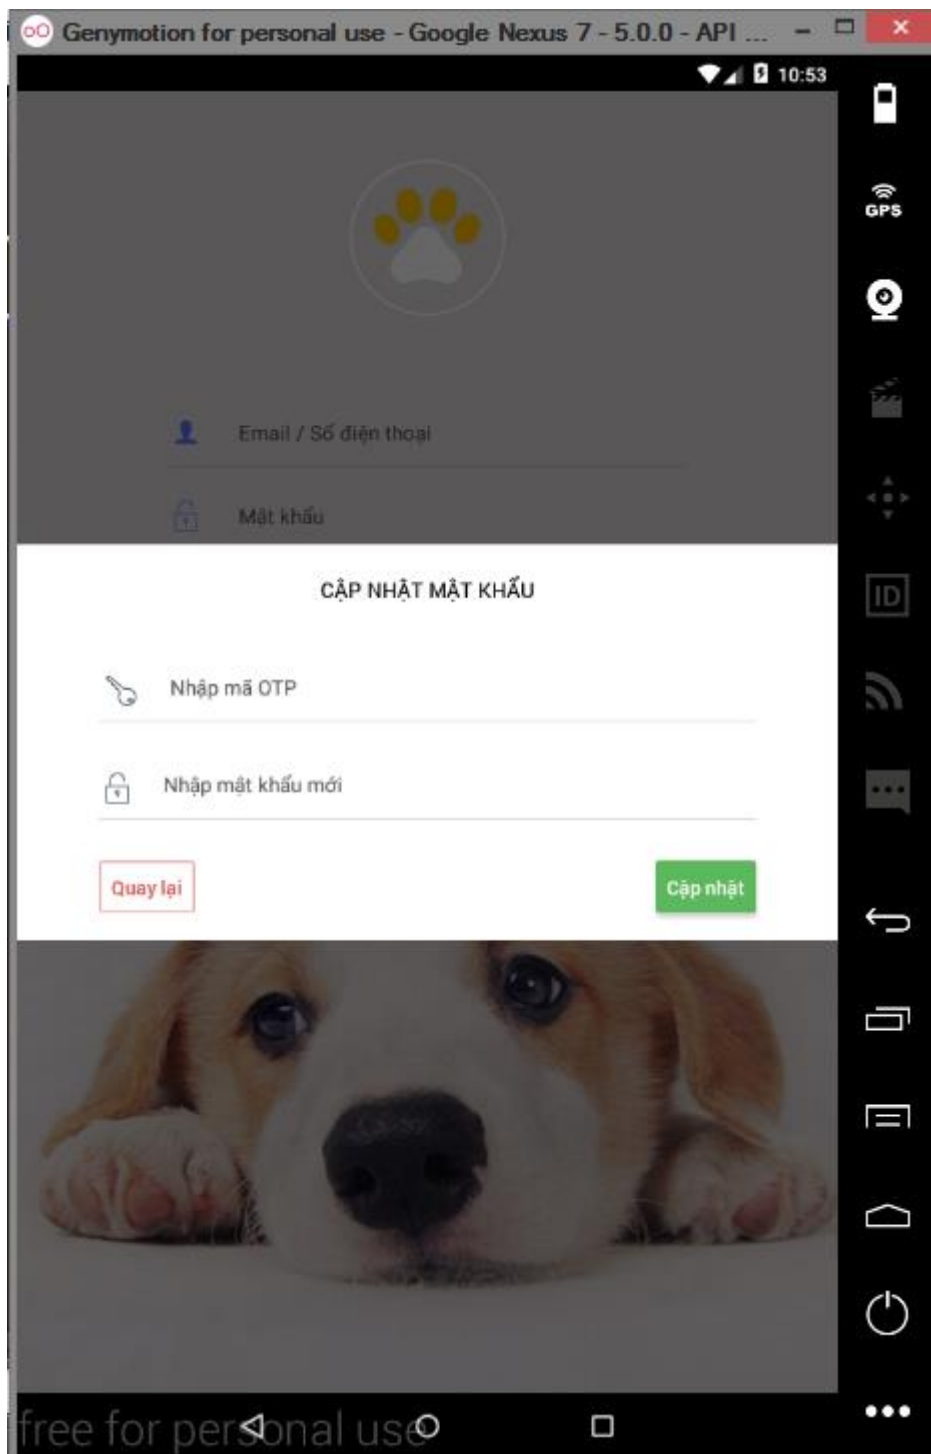 Genymotion for personal use - Google Nexus 7 - 5.0.0 - API ...
10:53
GPS
Email / Số điện thoại
Mật khẩu
ID
CẬP NHẬT MẬT KHẨU
Nhập mã OTP
Nhập mật khẩu mới
Quay lại
Cập nhật
free for personal use